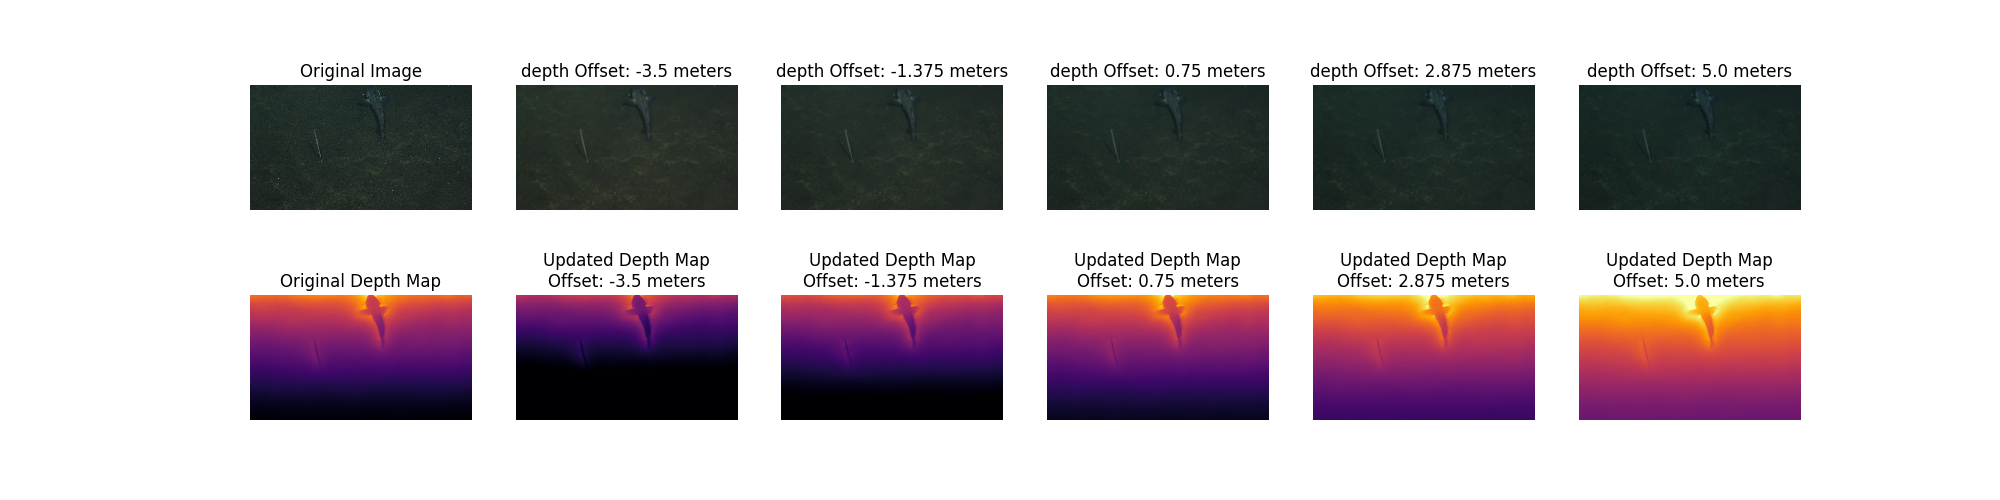 Original Image
depth Offset: -3.5 meters
depth Offset: -1.375 meters
depth Offset: 0.75 meters
depth Offset: 2.875 meters
depth Offset: 5.0 meters
Original Depth Map
Updated Depth Map
Offset: -3.5 meters
Updated Depth Map
Offset: -1.375 meters
Updated Depth Map
Offset: 0.75 meters
Updated Depth Map
Offset: 2.875 meters
Updated Depth Map
Offset: 5.0 meters